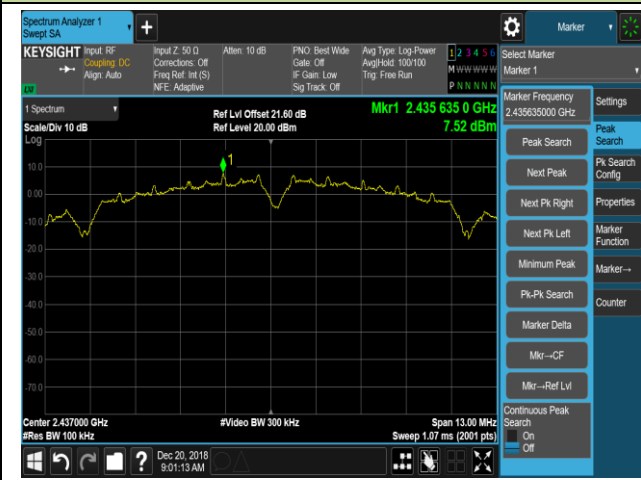 Spectrum Analyzer 1
Swept SA
+
Marker
KEYSIGHT
Input: RF
Coupling: DC
Align: Auto
Input Z: 50 Ω
Corrections: Off
Freq Ref: Int (S)
NFE: Adaptive
Atten: 10 dB
PNO: Best Wide
Gate: Off
IF Gain: Low
Sig Track: Off
Avg Type: Log-Power
Avg|Hold: 100/100
Trig: Free Run
1 2 3 4 5 6
M W W W W W
P N N N N N
LXI
Select Marker
Marker 1
1 Spectrum
Scale/Div 10 dB
Log
Ref Lvl Offset 21.60 dB
Ref Level 20.00 dBm
Mkr1 2.435 635 0 GHz
7.52 dBm
1
10.0
0.00
-10.0
-20.0
-30.0
-40.0
-50.0
-60.0
-70.0
Center 2.437000 GHz
#Res BW 100 kHz
#Video BW 300 kHz
Span 13.00 MHz
Sweep 1.07 ms (2001 pts)
Marker Frequency
2.435635000 GHz
Peak Search
Next Peak
Next Pk Right
Next Pk Left
Minimum Peak
Pk-Pk Search
Marker Delta
Mkr→CF
Mkr→Ref Lvl
Continuous Peak
Search
On
Off
Settings
Peak
Search
Pk Search
Config
Properties
Marker
Function
Marker→
Counter
?
Dec 20, 2018
9:01:13 AM